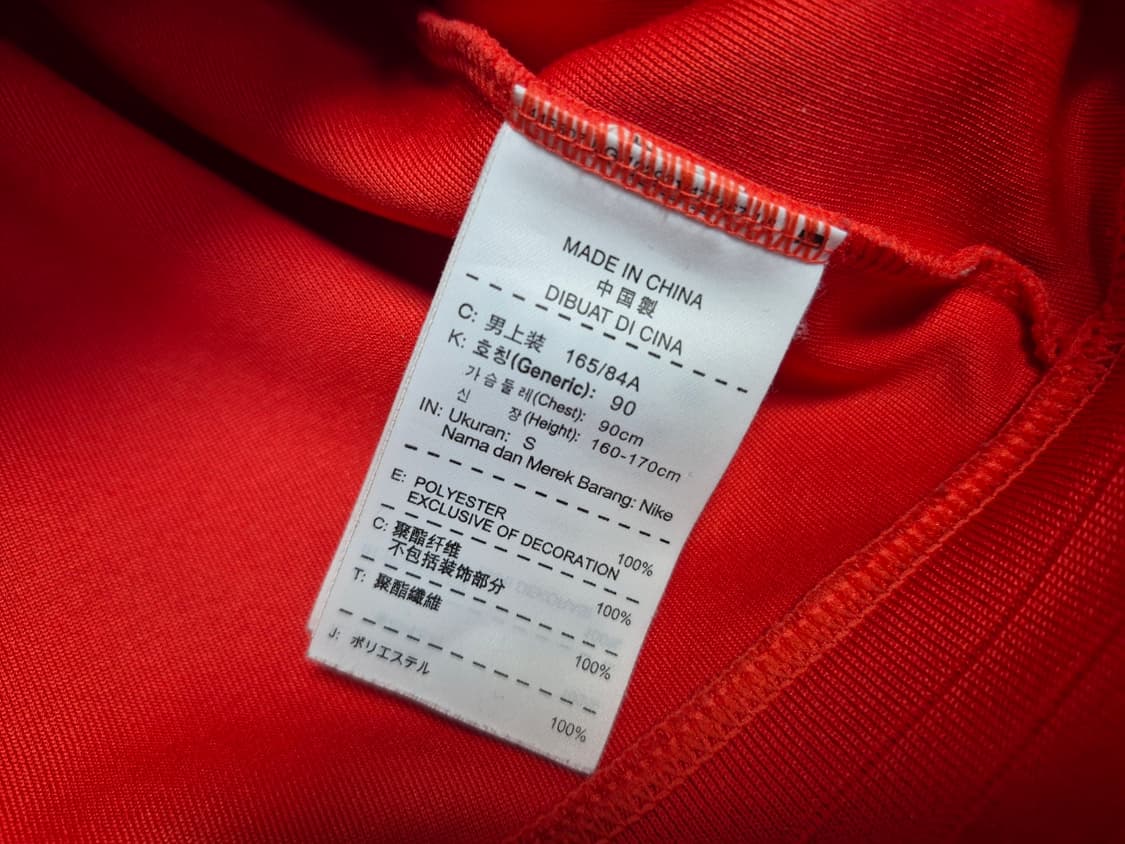 MADE IN CHINA
中国製
DIBUAT DI CINA
C: 男上装 165/84A
K: 호칭(Generic): 90
가슴둘레(Chest): 90cm
신 장(Height): 160-170cm
IN: Ukuran: S
Nama dan Merek Barang: Nike
E: POLYESTER 100%
EXCLUSIVE OF DECORATION
C: 聚酯纤维 100%
不包括装饰部分
T: 聚酯纖維 100%
J: ポリエステル 100%